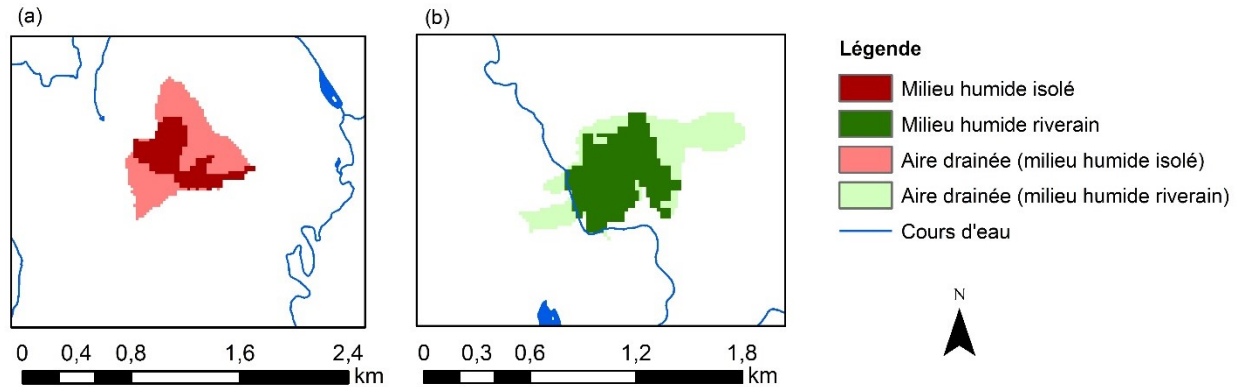 (a)
(b)
Légende
Milieu humide isolé
Milieu humide riverain
Aire drainée (milieu humide isolé)
Aire drainée (milieu humide riverain)
Cours d'eau
N
0 0,4 0,8 1,6 2,4
km
0 0,3 0,6 1,2 1,8
km